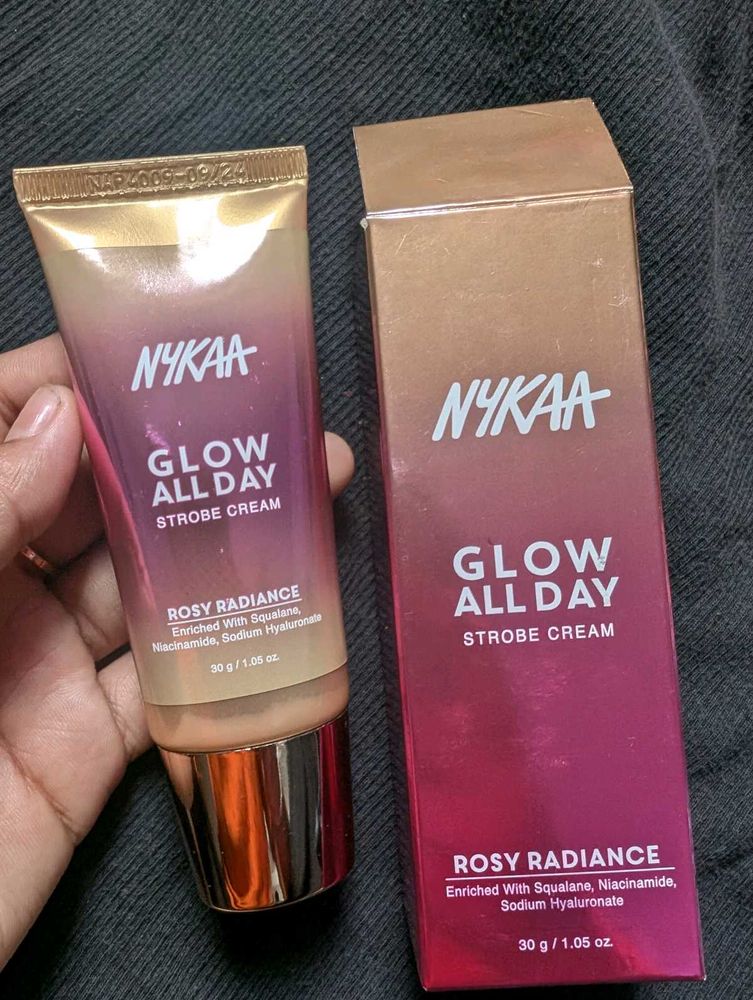 NAP4009-09/24
NYKAA
GLOW
ALL DAY
STROBE CREAM
ROSY RADIANCE
Enriched With Squalane,
Niacinamide, Sodium Hyaluronate
30 g / 1.05 oz.
NYKAA
GLOW
ALL DAY
STROBE CREAM
ROSY RADIANCE
Enriched With Squalane, Niacinamide,
Sodium Hyaluronate
30 g / 1.05 oz.